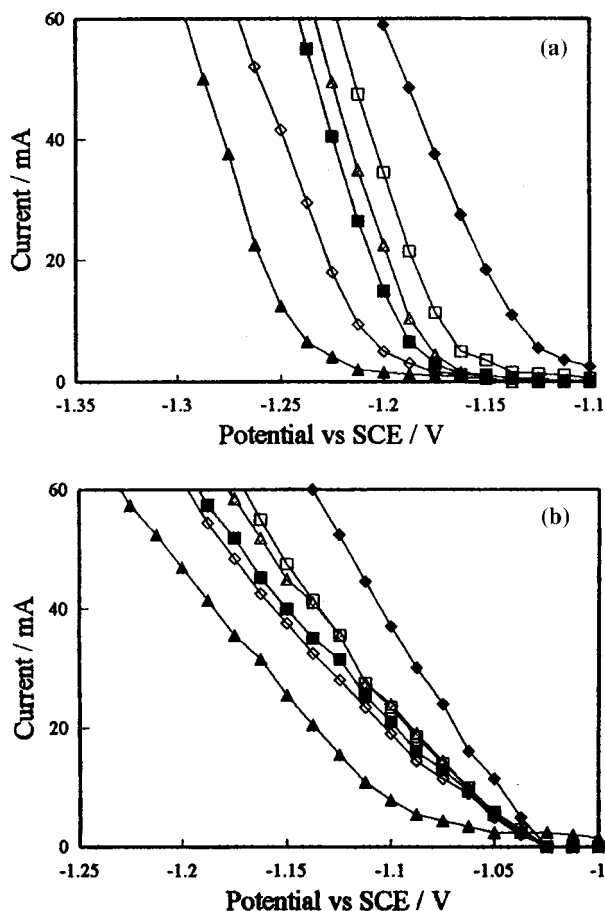 60
(a)
40
Current / mA
20
0
-1.35 -1.3 -1.25 -1.2 -1.15 -1.1
Potential vs SCE / V
60
(b)
40
Current / mA
20
0
-1.25 -1.2 -1.15 -1.1 -1.05 -1
Potential vs SCE / V